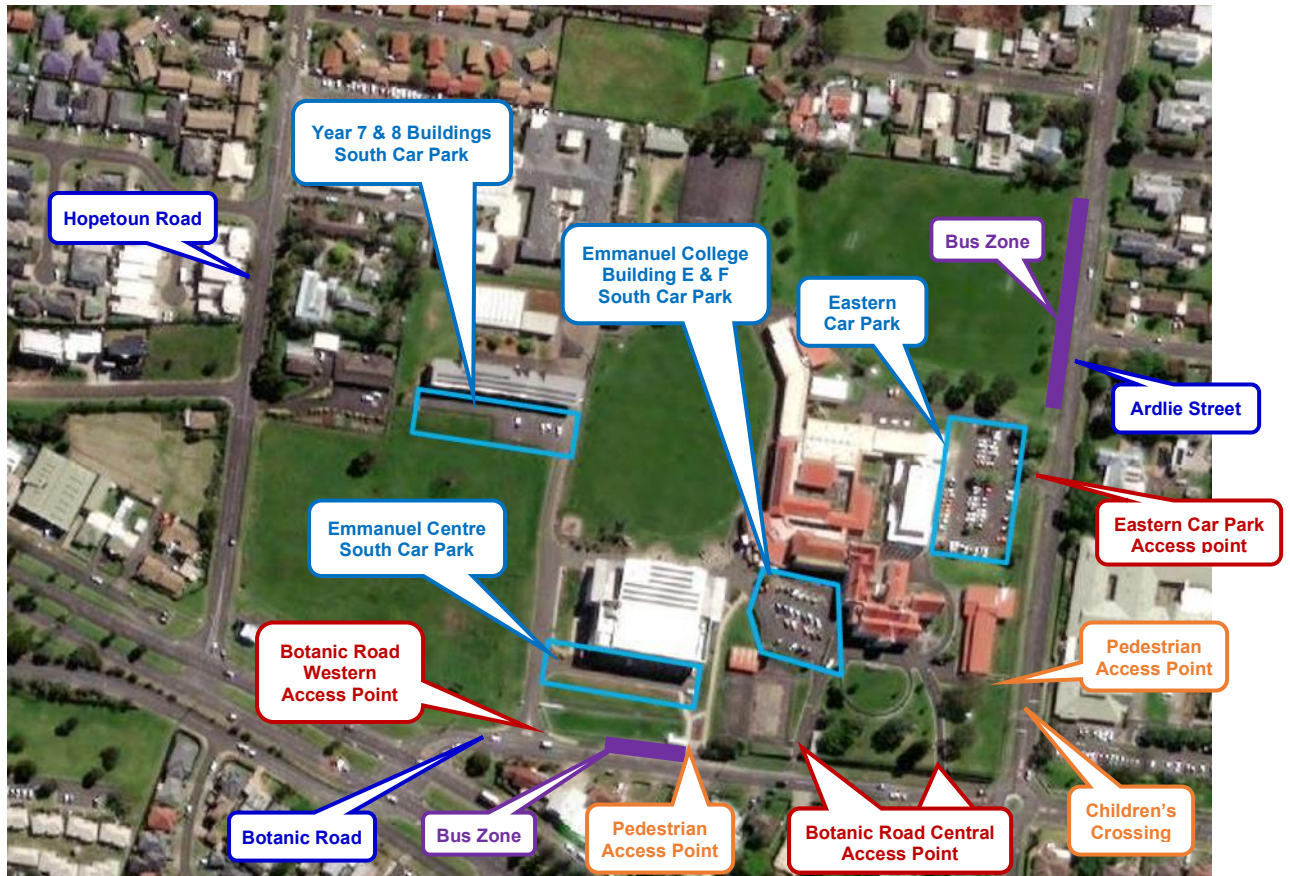 Year 7 & 8 Buildings
South Car Park
Hopetoun Road
Emmanuel College
Building E & F
South Car Park
Bus Zone
Eastern
Car Park
Ardlie Street
Emmanuel Centre
South Car Park
Eastern Car Park
Access point
Botanic Road
Western
Access Point
Pedestrian
Access Point
Botanic Road
Bus Zone
Pedestrian
Access Point
Botanic Road Central
Access Point
Children's
Crossing